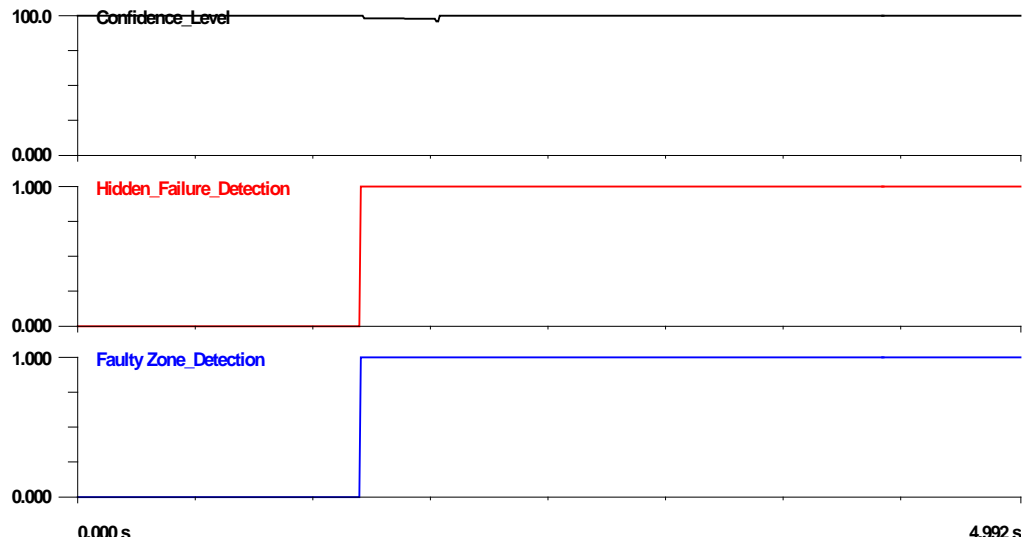 100.0 Confidence_Level
0.000
1.000 Hidden_Failure_Detection
0.000
1.000 Faulty Zone_Detection
0.000
0.000 s 4.992 s